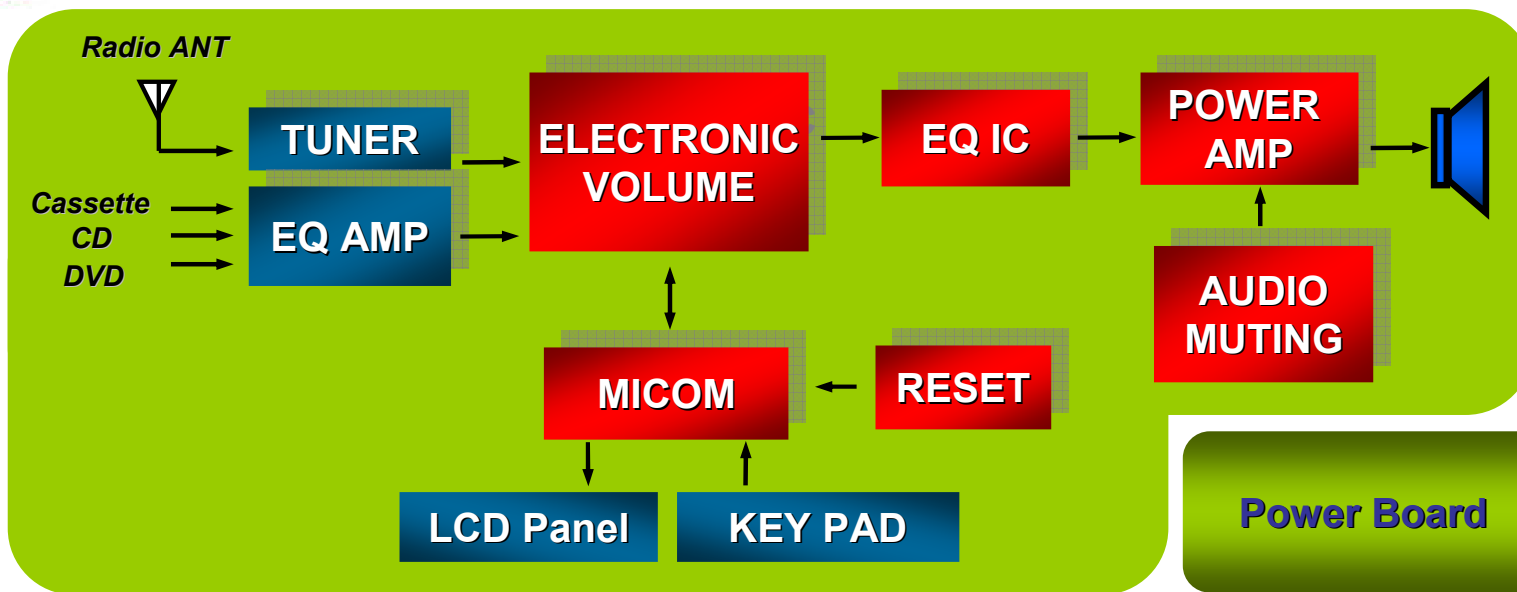 Radio ANT
TUNER
Cassette
CD
DVD
EQ AMP
ELECTRONIC
VOLUME
EQ IC
POWER
AMP
AUDIO
MUTING
MICOM
RESET
LCD Panel
KEY PAD
Power Board